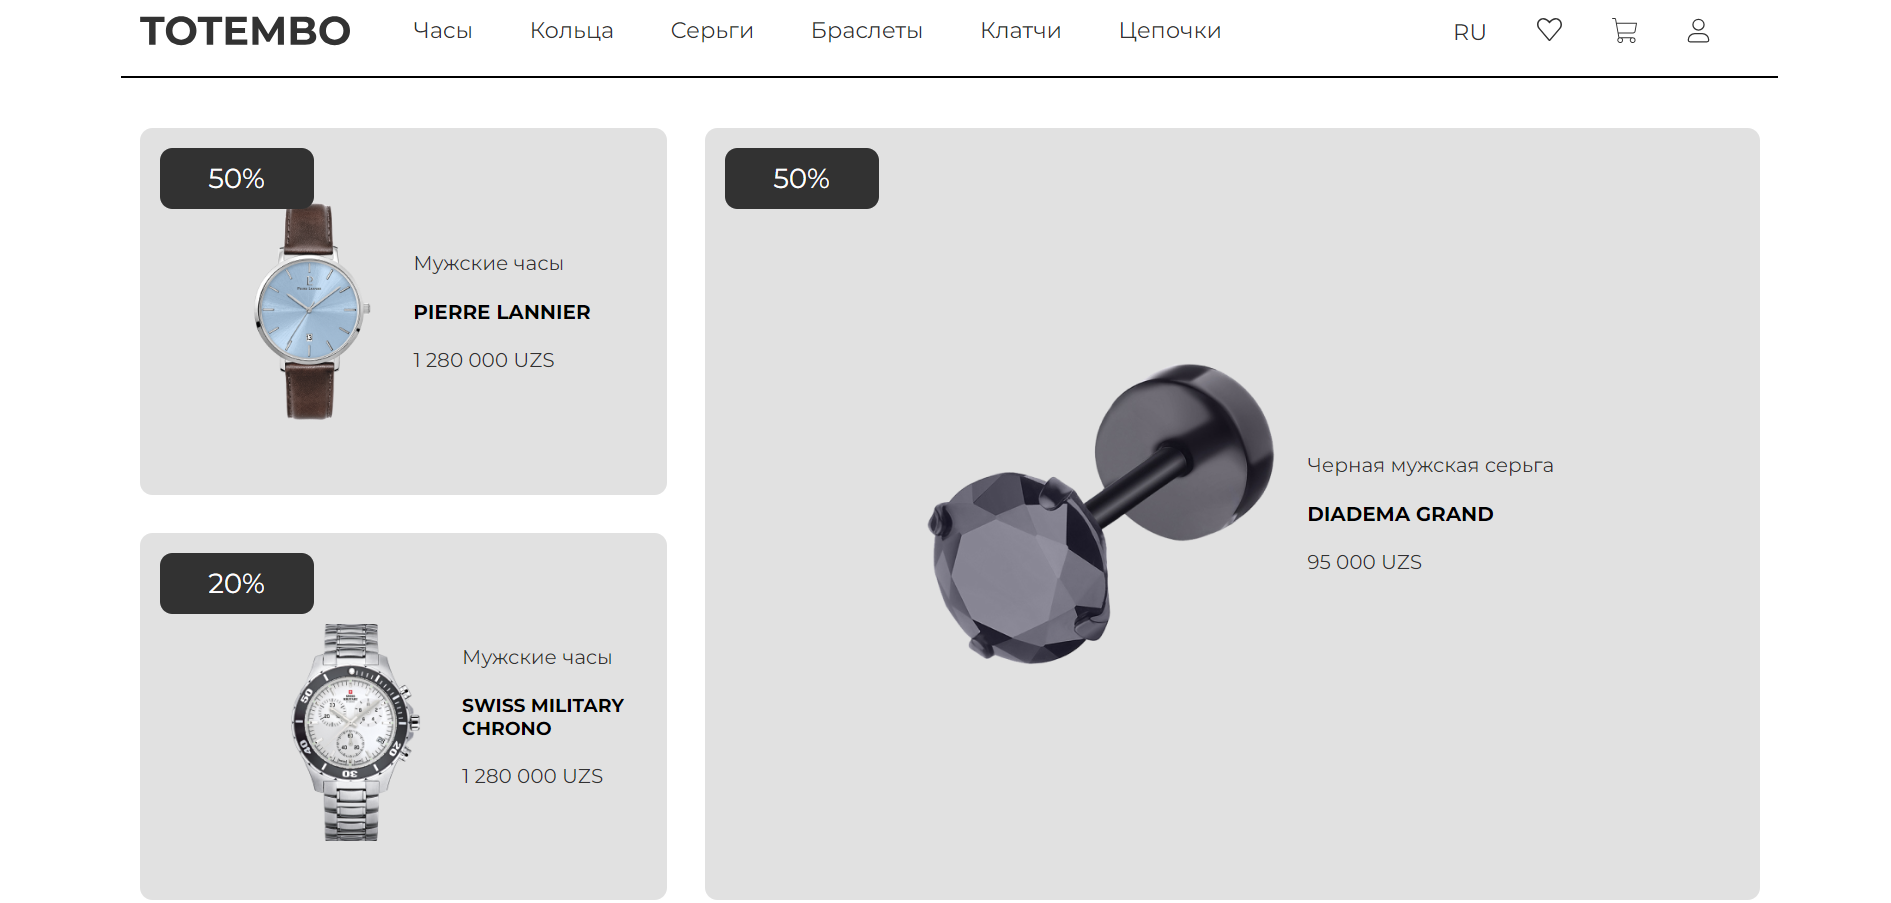 TOTEMBO
Часы
Кольца
Серьги
Браслеты
Клатчи
Цепочки
RU
50%
Мужские часы
PIERRE LANNIER
1 280 000 UZS
20%
Мужские часы
SWISS MILITARY
CHRONO
1 280 000 UZS
50%
Черная мужская серьга
DIADEMA GRAND
95 000 UZS